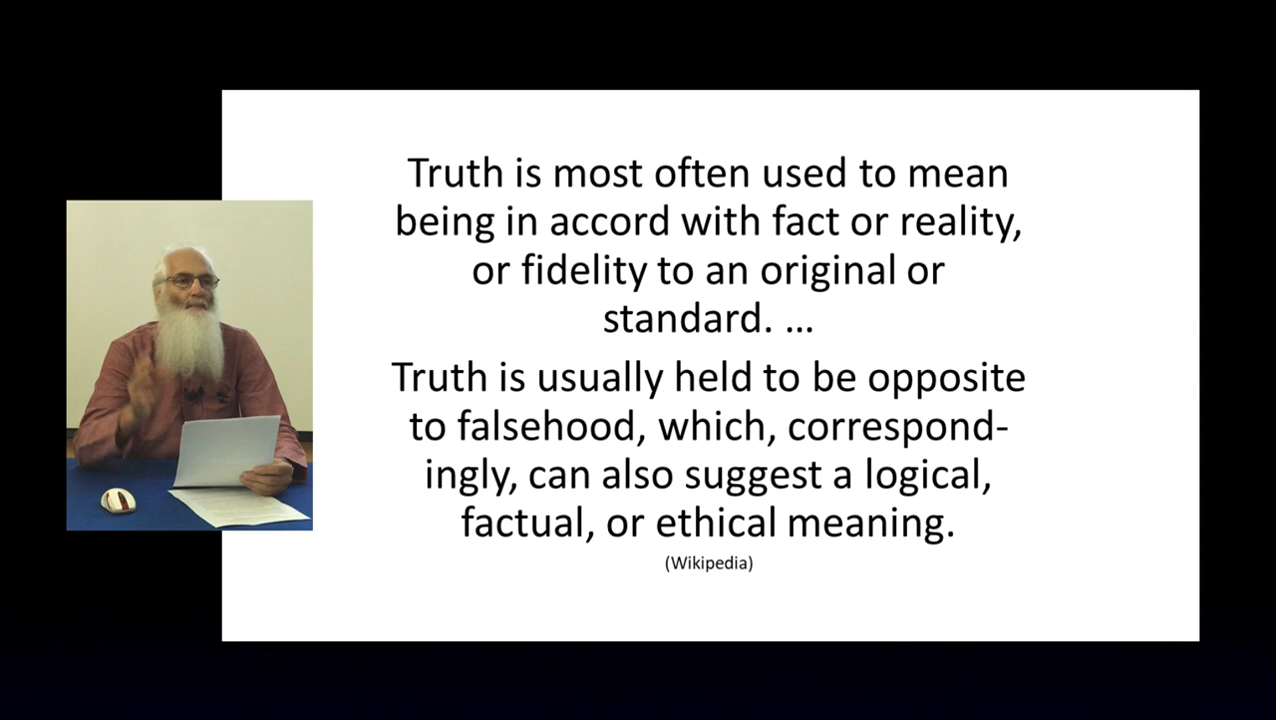 Truth is most often used to mean
being in accord with fact or reality,
or fidelity to an original or
standard. ...
Truth is usually held to be opposite
to falsehood, which, correspond-
ingly, can also suggest a logical,
factual, or ethical meaning.
(Wikipedia)